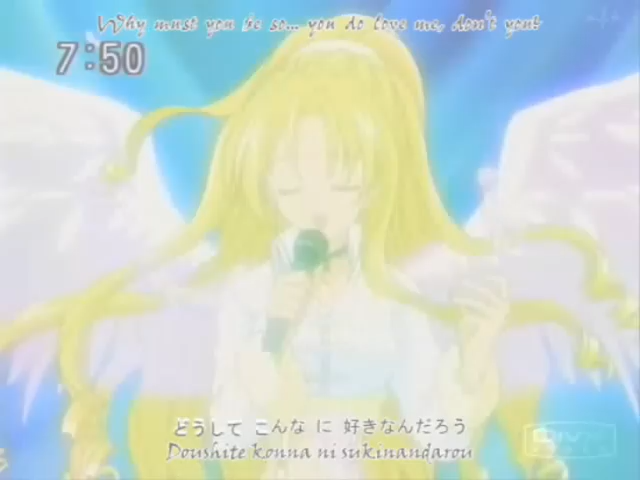 Why must you be so... you do love me, don't you?
7:50
どうして こんな に 好きなんだろう
Doushite konna ni sukinandarou